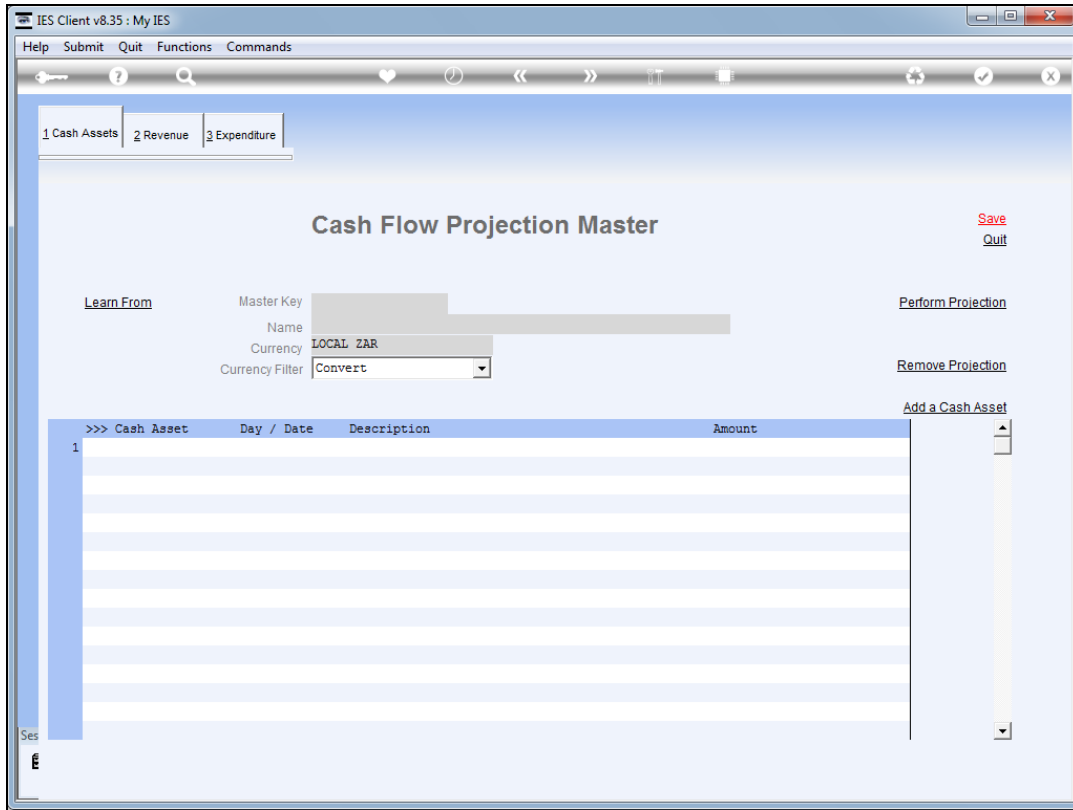 IES Client v8.35 : My IES
Help Submit Quit Functions Commands
1 Cash Assets 2 Revenue 3 Expenditure
Cash Flow Projection Master
Save
Quit
Learn From Master Key Perform Projection
Name
Currency LOCAL ZAR
Currency Filter Convert Remove Projection
Add a Cash Asset
>>> Cash Asset Day / Date Description Amount
1
Ses